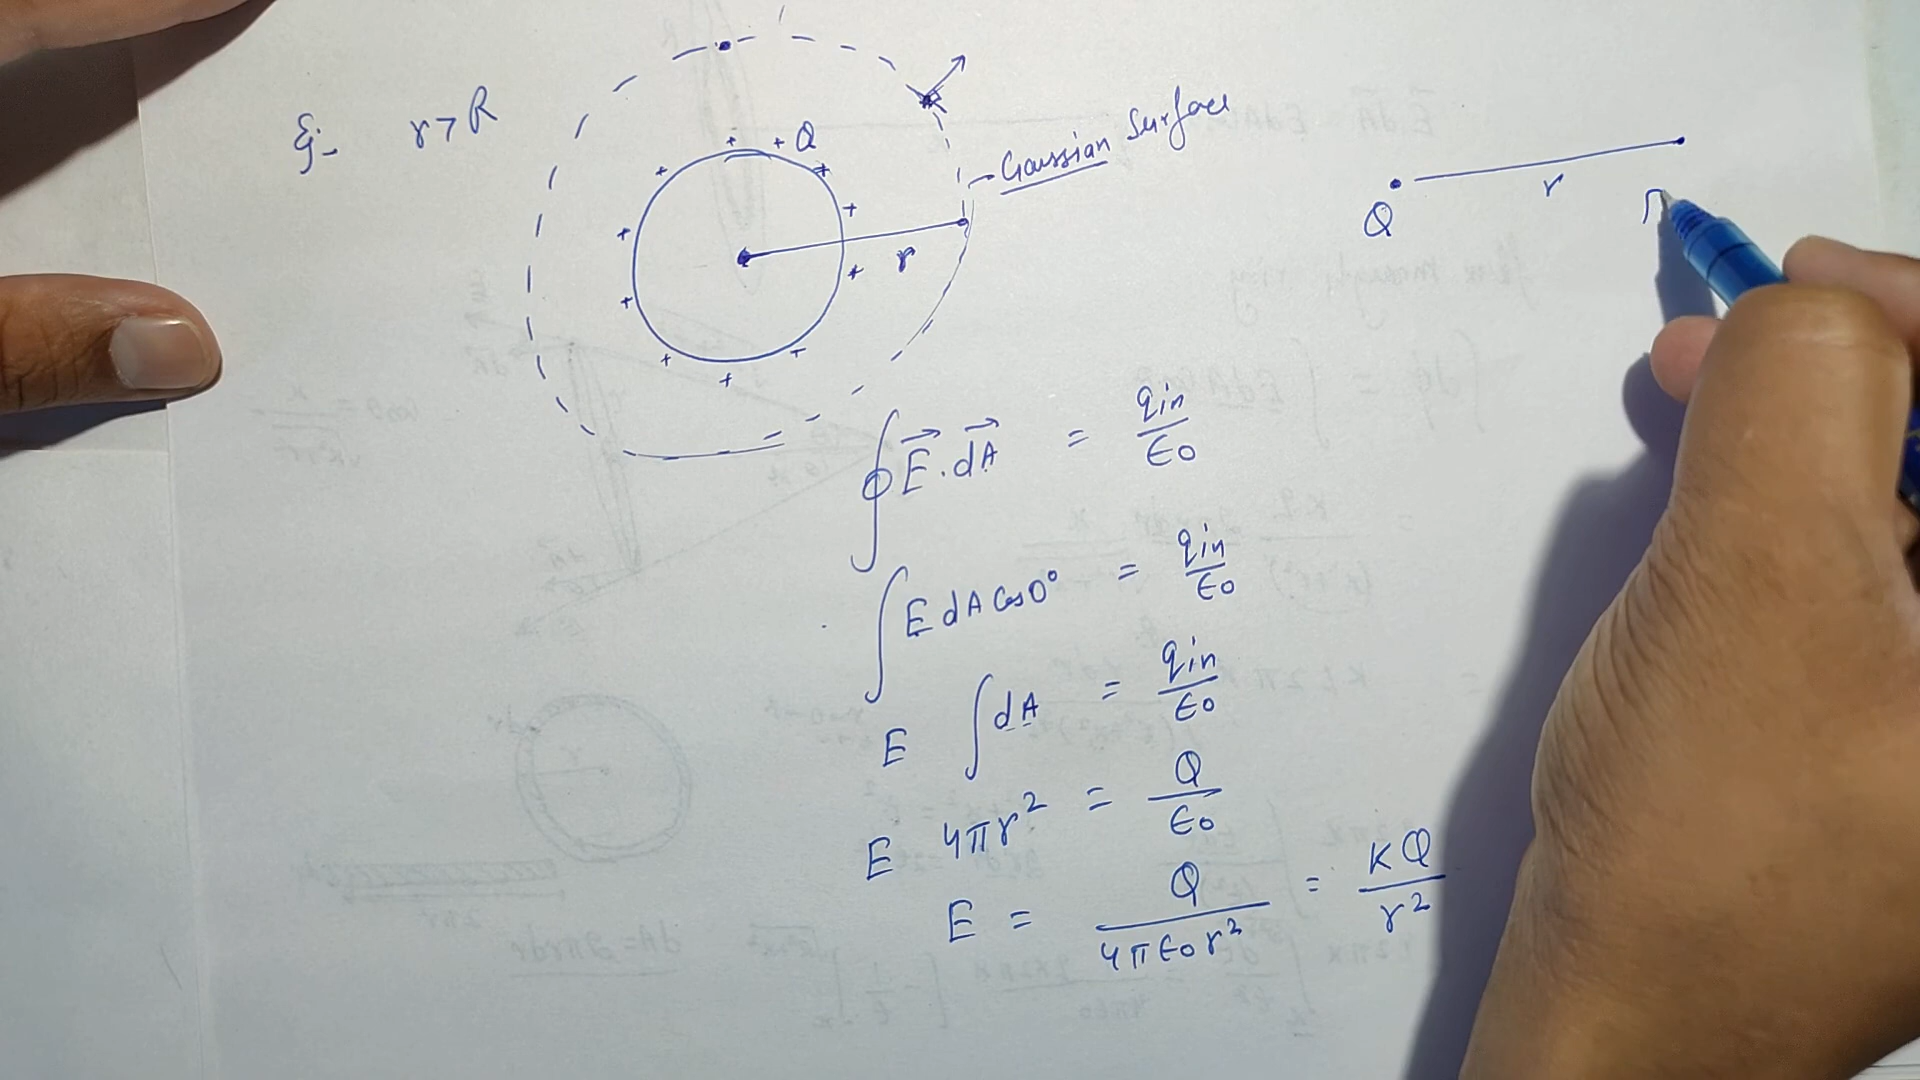 r > R
+ Q
Gaussian Surface
r
Q
r
∮ E⃗ . dA⃗ = qin/ϵ0
∫ E dA Cos0° = qin/ϵ0
E ∫ dA = qin/ϵ0
E 4πr² = Q/ϵ0
E = Q/4πϵ0r² = KQ/r²